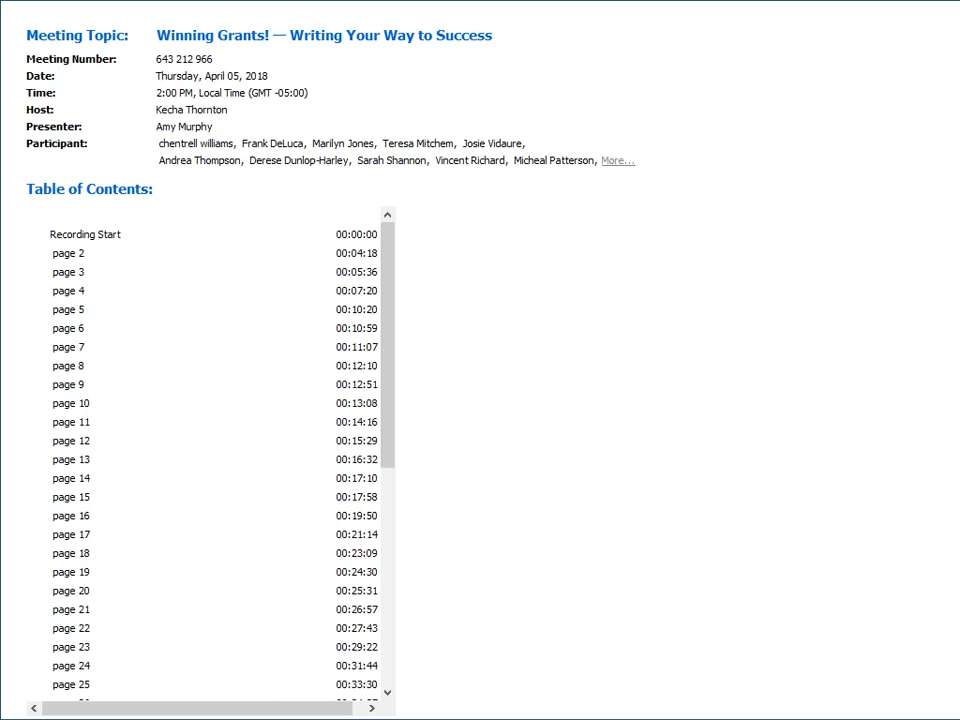 Meeting Topic: Winning Grants! — Writing Your Way to Success
Meeting Number: 643 212 966
Date: Thursday, April 05, 2018
Time: 2:00 PM, Local Time (GMT -05:00)
Host: Kecha Thornton
Presenter: Amy Murphy
Participant: chentrell williams, Frank DeLuca, Marilyn Jones, Teresa Mitchem, Josie Vidaure,
Andrea Thompson, Derese Dunlop-Harley, Sarah Shannon, Vincent Richard, Micheal Patterson, More...
Table of Contents:
Recording Start 00:00:00
page 2 00:04:18
page 3 00:05:36
page 4 00:07:20
page 5 00:10:20
page 6 00:10:59
page 7 00:11:07
page 8 00:12:10
page 9 00:12:51
page 10 00:13:08
page 11 00:14:16
page 12 00:15:29
page 13 00:16:32
page 14 00:17:10
page 15 00:17:58
page 16 00:19:50
page 17 00:21:14
page 18 00:23:09
page 19 00:24:30
page 20 00:25:31
page 21 00:26:57
page 22 00:27:43
page 23 00:29:22
page 24 00:31:44
page 25 00:33:30